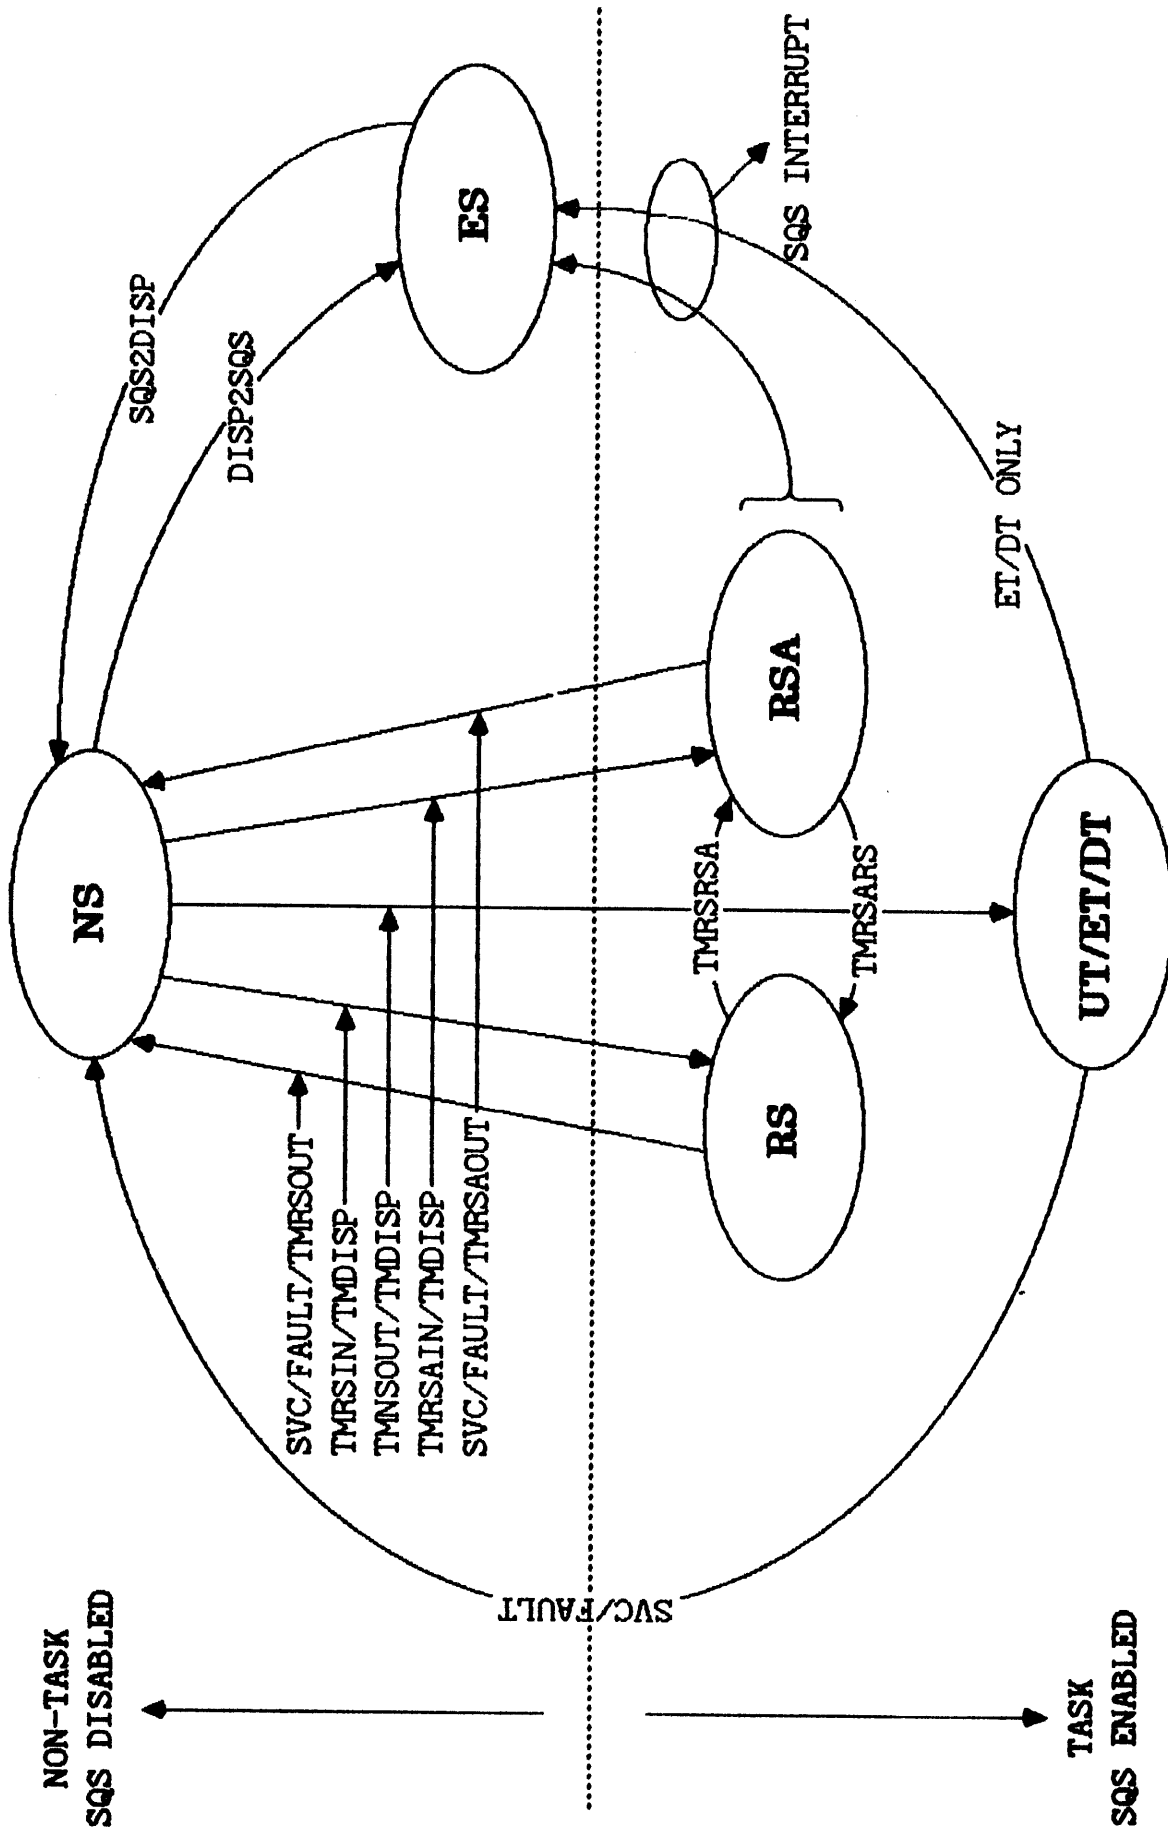 NON-TASK
SQS DISABLED
NS
SQS2DISP
DISP2SQS
ES
SVC/FAULT/TMRSOUT
TMRSIN/TMDISP
TMNSOUT/TMDISP
TMRSAIN/TMDISP
SVC/FAULT/TMRSAOUT
SVC/FAULT
TMRSRSA
RS
RSA
TMRSARS
SQS INTERRUPT
ET/DT ONLY
UT/ET/DT
TASK
SQS ENABLED